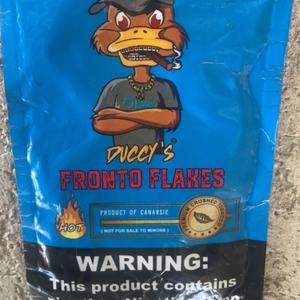 DUCCY'S
FRONTO FLAKES
PRODUCT OF CANARSIE
( NOT FOR SALE TO MINORS )
HOT
CRUSHED
WARNING:
This product contains